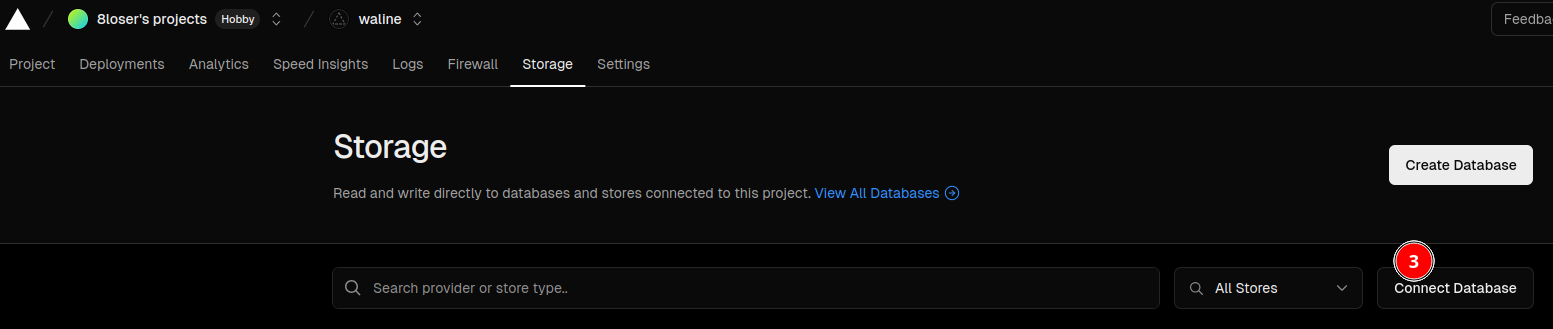 8loser's projects Hobby waline Feedba
Project Deployments Analytics Speed Insights Logs Firewall Storage Settings
Storage
Create Database
Read and write directly to databases and stores connected to this project. View All Databases
3
Search provider or store type.. All Stores Connect Database